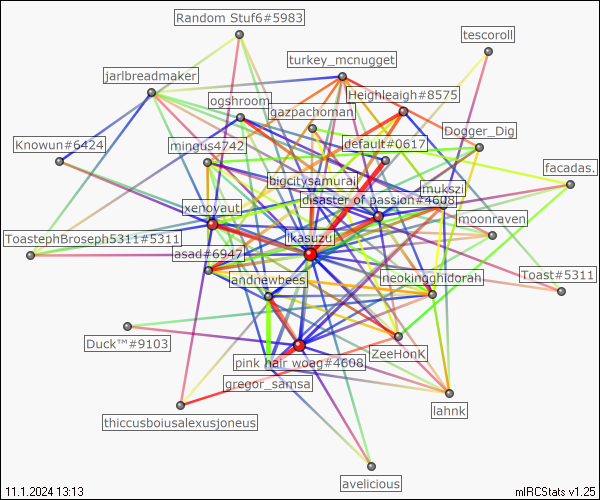 Random Stuf6#5983
tescoroll
turkey_mcnugget
jarlbreadmaker
Heighleaigh#8575
ogshroom
gazpachoman
Dogger_Dig
Knowun#6424
mingus4742
default#0617
facadas.
bigcitysamurai
mukszi
disaster of passion#4608
xenoyaut
moonraven
ToastephBroseph5311#5311
ikasuzu
asad#6947
Toast#5311
andnewbees
neokingghidorah
Duck™#9103
ZeeHonK
pink hair woag#4608
gregor_samsa
lahnk
thiccusboiusalexusjoneus
avelicious
11.1.2024 13:13
mIRCStats v1.25